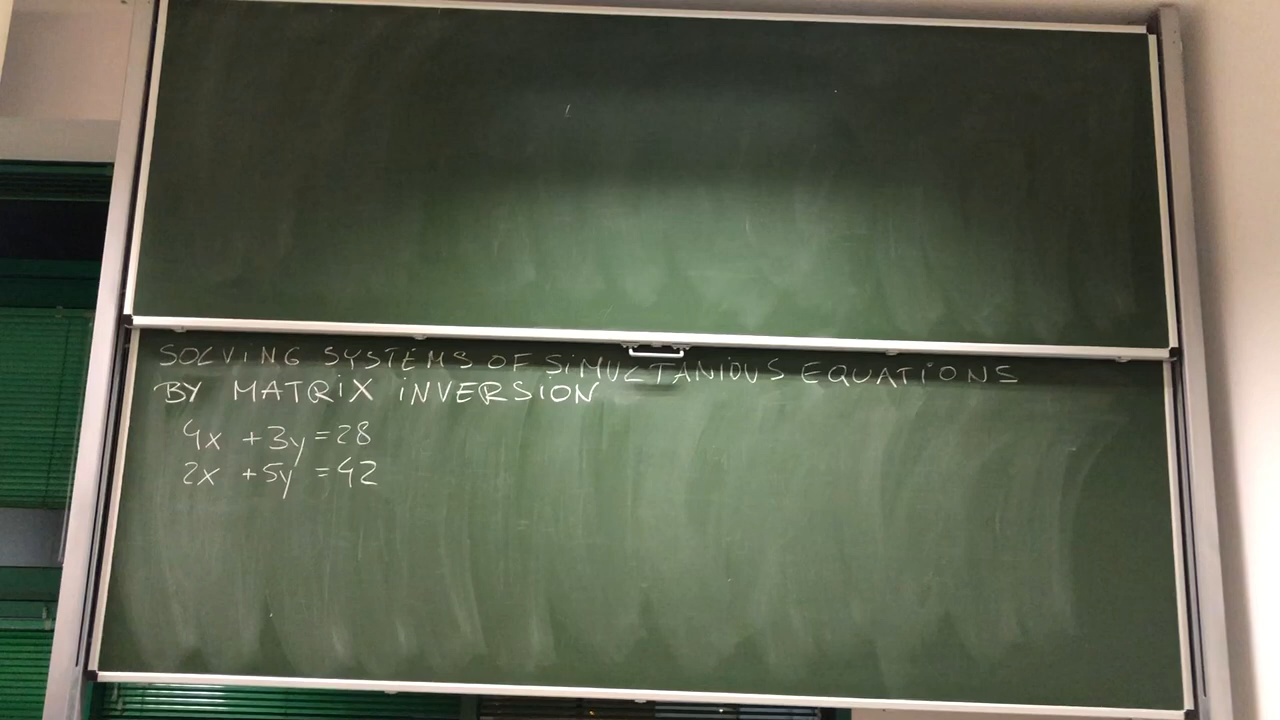 SOLVING SYSTEMS OF SIMULTANIOUS EQUATIONS
BY MATRIX INVERSION
4x +3y=28
2x +5y =42